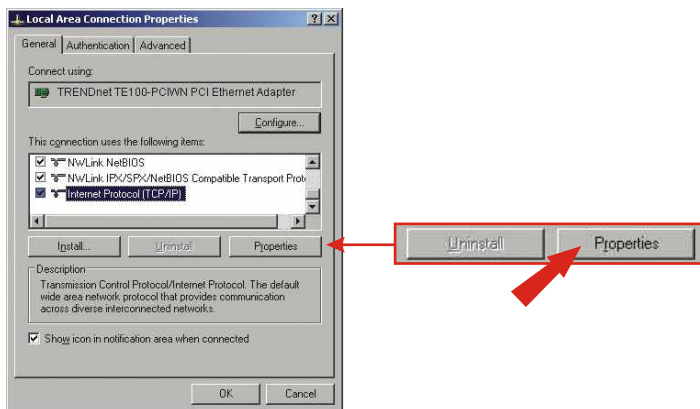 Local Area Connection Properties
General Authentication Advanced
Connect using:
TRENDnet TE100-PCIWN PCI Ethernet Adapter
Configure...
This connection uses the following items:
NWLink NetBIOS
NWLink IPX/SPX/NetBIOS Compatible Transport Prot
Internet Protocol (TCP/IP)
Install... Uninstall Properties
Description
Transmission Control Protocol/Internet Protocol. The default
wide area network protocol that provides communication
across diverse interconnected networks.
Show icon in notification area when connected
OK Cancel
Uninstall Properties